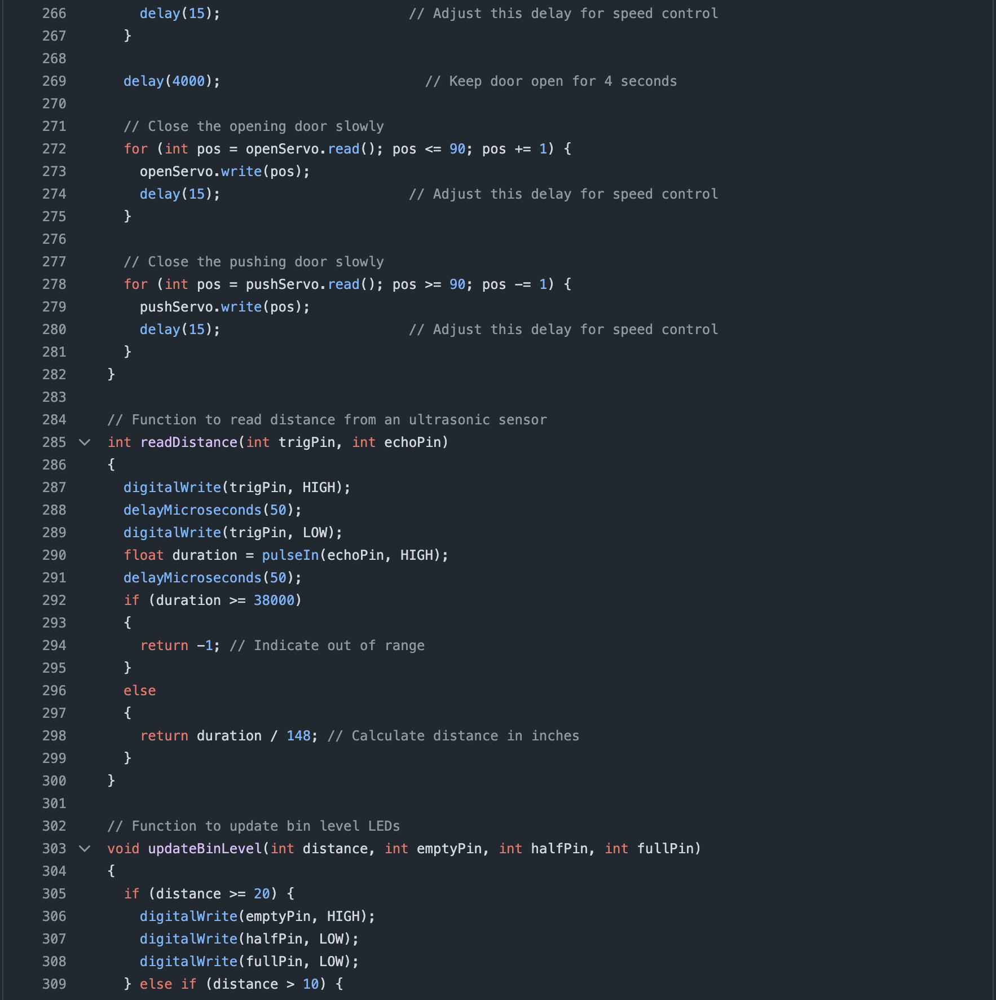 266 delay(15); // Adjust this delay for speed control
267 }
268
269 delay(4000); // Keep door open for 4 seconds
270
271 // Close the opening door slowly
272 for (int pos = openServo.read(); pos <= 90; pos += 1) {
273 openServo.write(pos);
274 delay(15); // Adjust this delay for speed control
275 }
276
277 // Close the pushing door slowly
278 for (int pos = pushServo.read(); pos >= 90; pos -= 1) {
279 pushServo.write(pos);
280 delay(15); // Adjust this delay for speed control
281 }
282 }
283
284 // Function to read distance from an ultrasonic sensor
285 int readDistance(int trigPin, int echoPin)
286 {
287 digitalWrite(trigPin, HIGH);
288 delayMicroseconds(50);
289 digitalWrite(trigPin, LOW);
290 float duration = pulseIn(echoPin, HIGH);
291 delayMicroseconds(50);
292 if (duration >= 38000)
293 {
294 return -1; // Indicate out of range
295 }
296 else
297 {
298 return duration / 148; // Calculate distance in inches
299 }
300 }
301
302 // Function to update bin level LEDs
303 void updateBinLevel(int distance, int emptyPin, int halfPin, int fullPin)
304 {
305 if (distance >= 20) {
306 digitalWrite(emptyPin, HIGH);
307 digitalWrite(halfPin, LOW);
308 digitalWrite(fullPin, LOW);
309 } else if (distance > 10) {